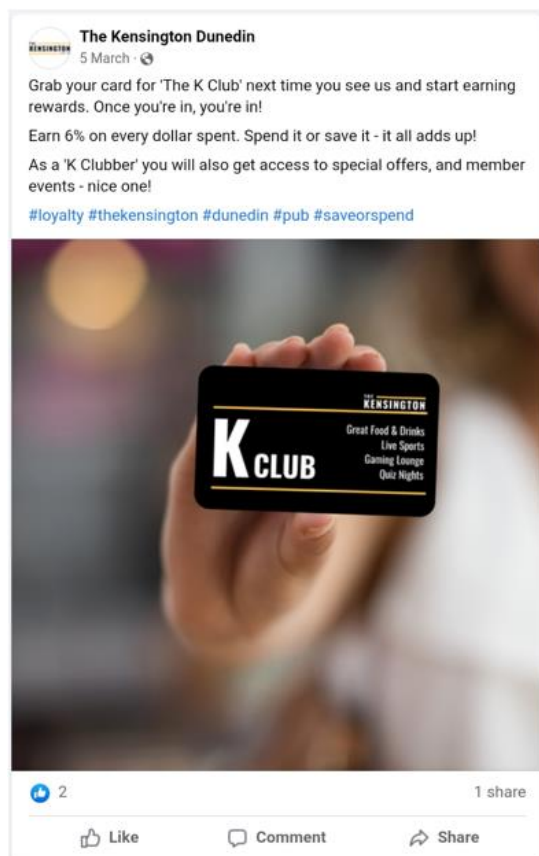 The Kensington Dunedin
THE
KENSINGTON
5 March ·
Grab your card for 'The K Club' next time you see us and start earning
rewards. Once you're in, you're in!
Earn 6% on every dollar spent. Spend it or save it - it all adds up!
As a 'K Clubber' you will also get access to special offers, and member
events - nice one!
#loyalty #thekensington #dunedin #pub #saveorspend
THE
KENSINGTON
K CLUB
Great Food & Drinks
Live Sports
Gaming Lounge
Quiz Nights
2
1 share
Like
Comment
Share